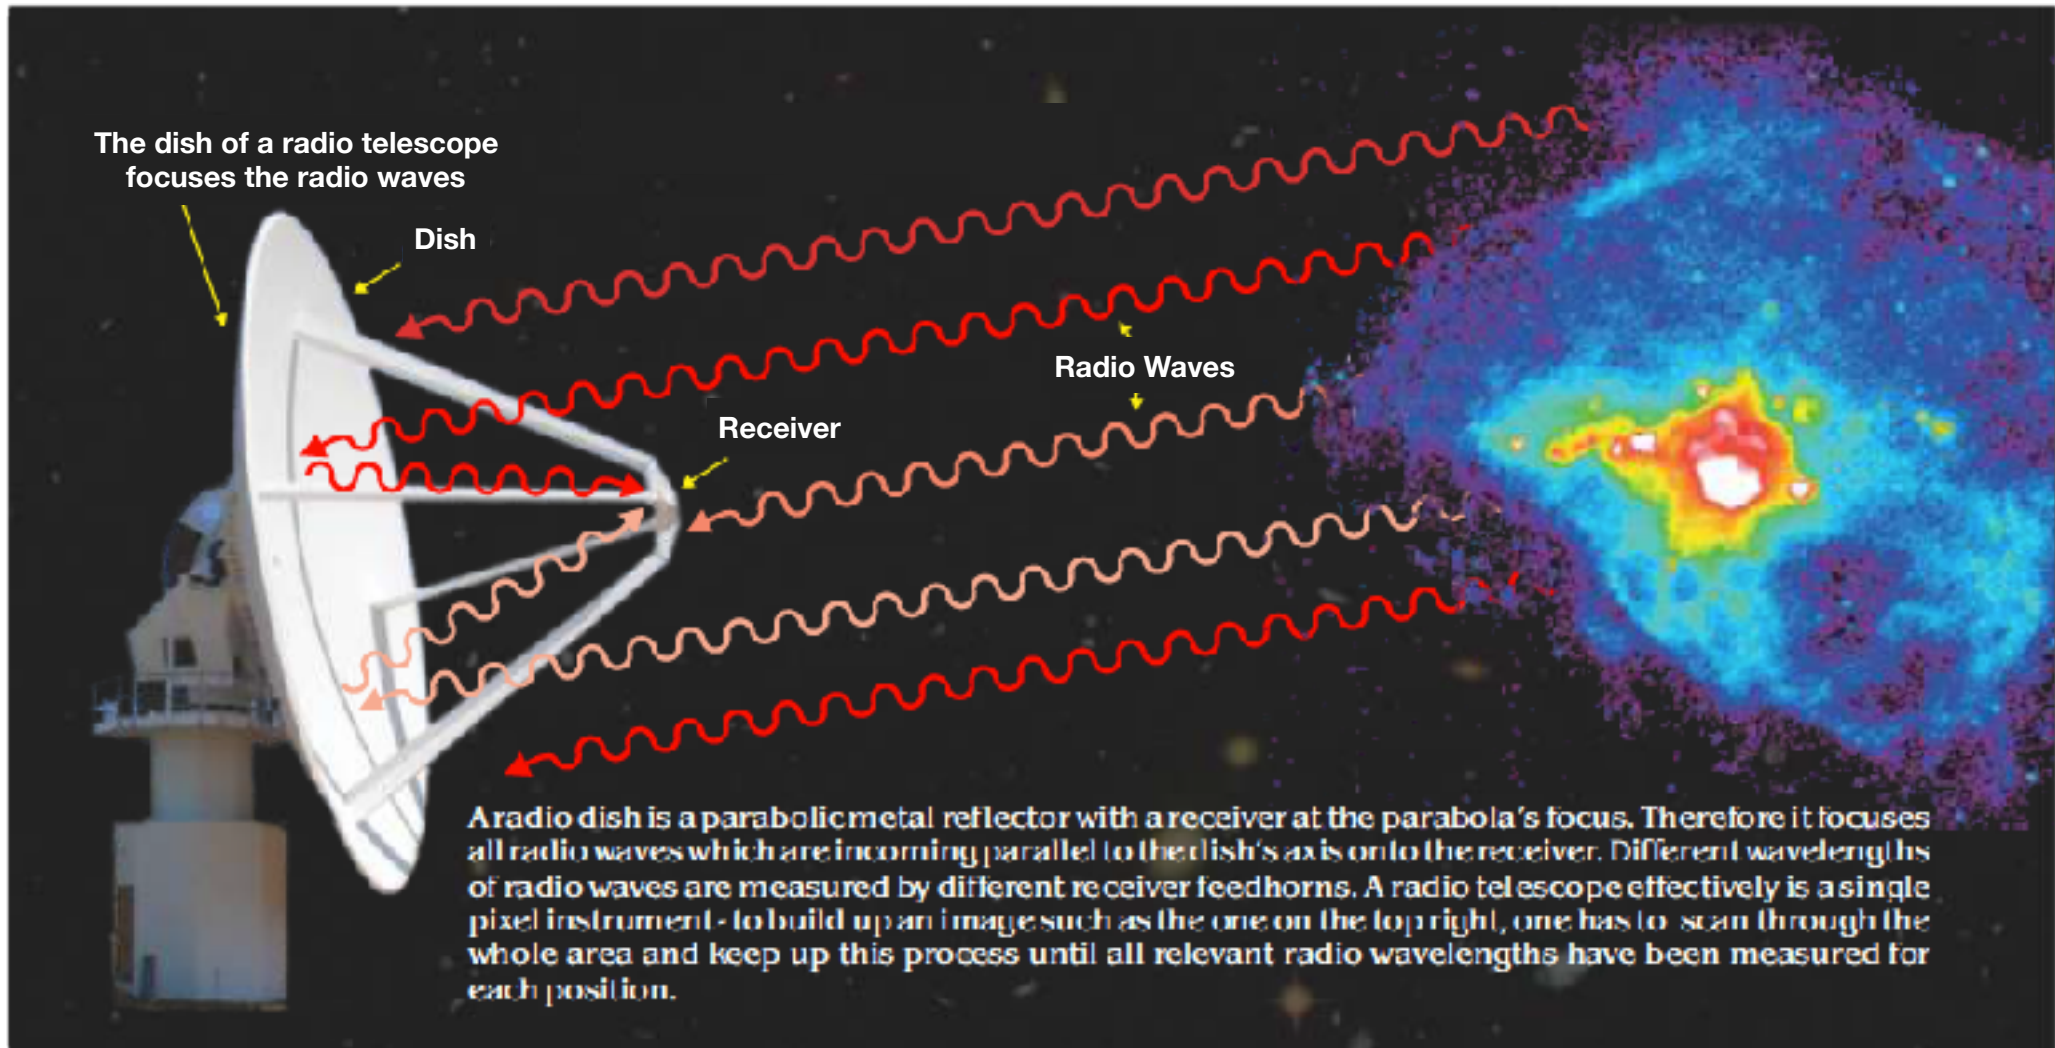 The dish of a radio telescope
focuses the radio waves
Dish
Radio Waves
Receiver
A radio dish is a parabolic metal reflector with a receiver at the parabola's focus. Therefore it focuses
all radio waves which are incoming parallel to the dish's axis onto the receiver. Different wavelengths
of radio waves are measured by different receiver feedhorns. A radio telescope effectively is a single
pixel instrument - to build up an image such as the one on the top right, one has to scan through the
whole area and keep up this process until all relevant radio wavelengths have been measured for
each position.